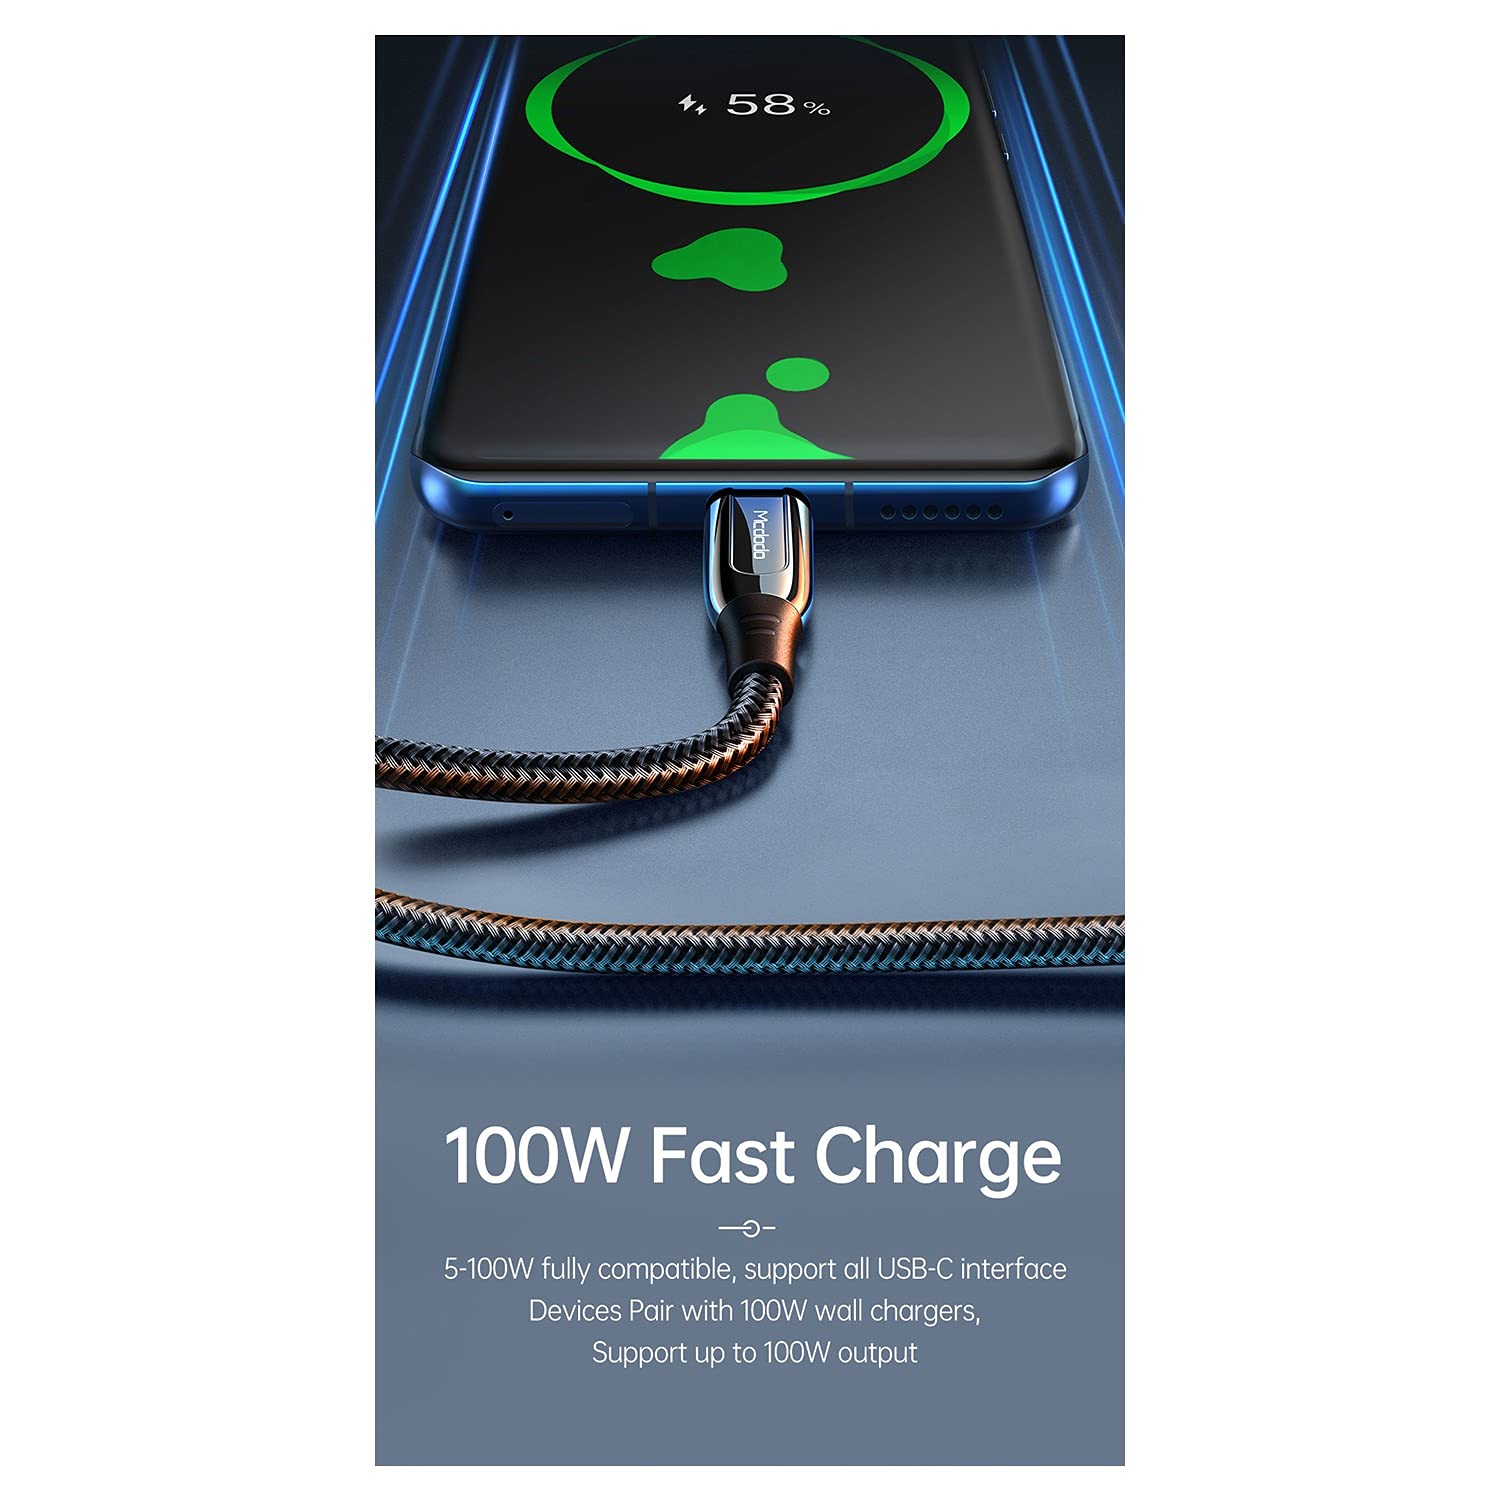 58%
Mcdodo
100W Fast Charge
5-100W fully compatible, support all USB-C interface
Devices Pair with 100W wall chargers,
Support up to 100W output